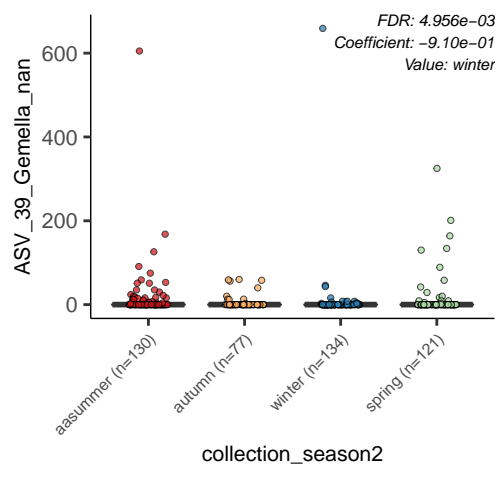 FDR: 4.956e−03
Coefficient: −9.10e−01
Value: winter
ASV_39_Gemella_nan
600
400
200
0
aasummer (n=130)
autumn (n=77)
winter (n=134)
spring (n=121)
collection_season2